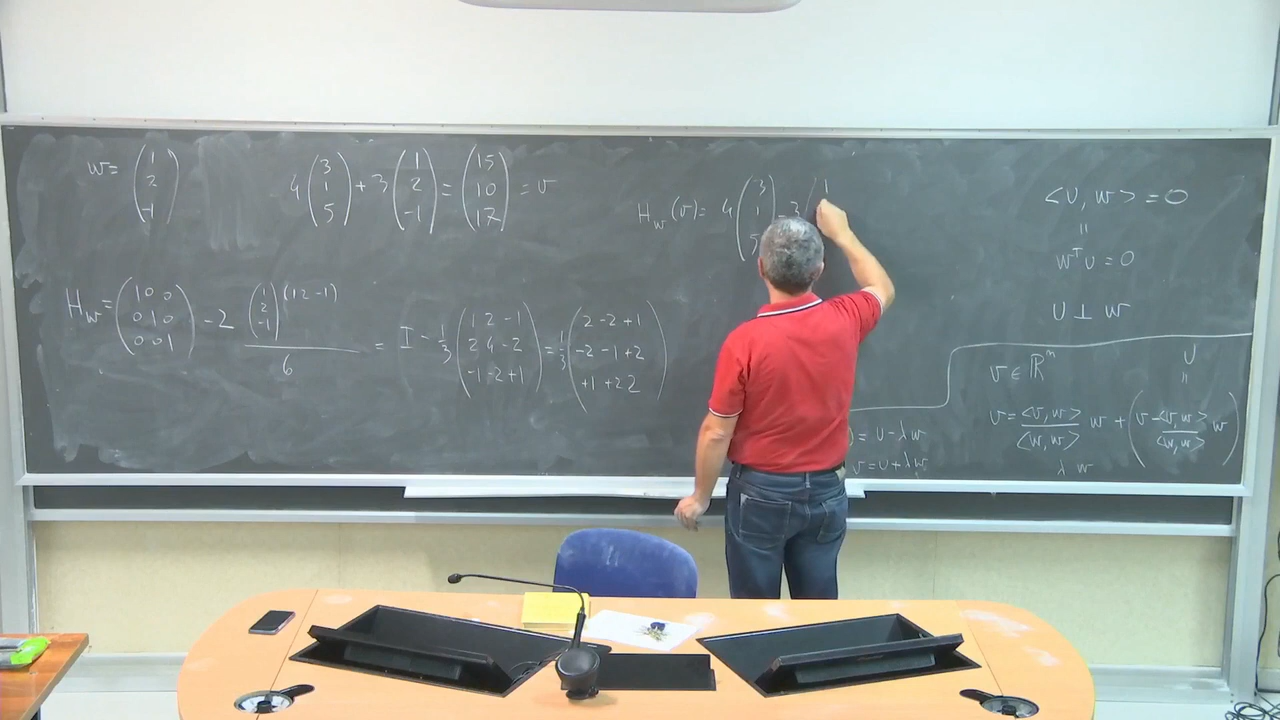 w = (1 2 -1)
4 (3 1 5) + 3 (1 2 -1) = (15 10 17) = v
H_w = (1 0 0 / 0 1 0 / 0 0 1) - 2 (1 2 -1) (1 2 -1) / 6 = I - 1/3 (1 2 -1 / 2 4 -2 / -1 -2 +1) = 1/3 (2 -2 +1 / -2 -1 +2 / +1 +2 2)
H_w(v) = 4 (3 1 5) - 3 (1
<v, w> = 0
=
w^T u = 0
U ⊥ w
v ∈ ℝ^n
U
=
v = <v, w> / <w, w> w + (v - <v, w> / <w, w> w)
λ w
) = u - λw
v = u + λw